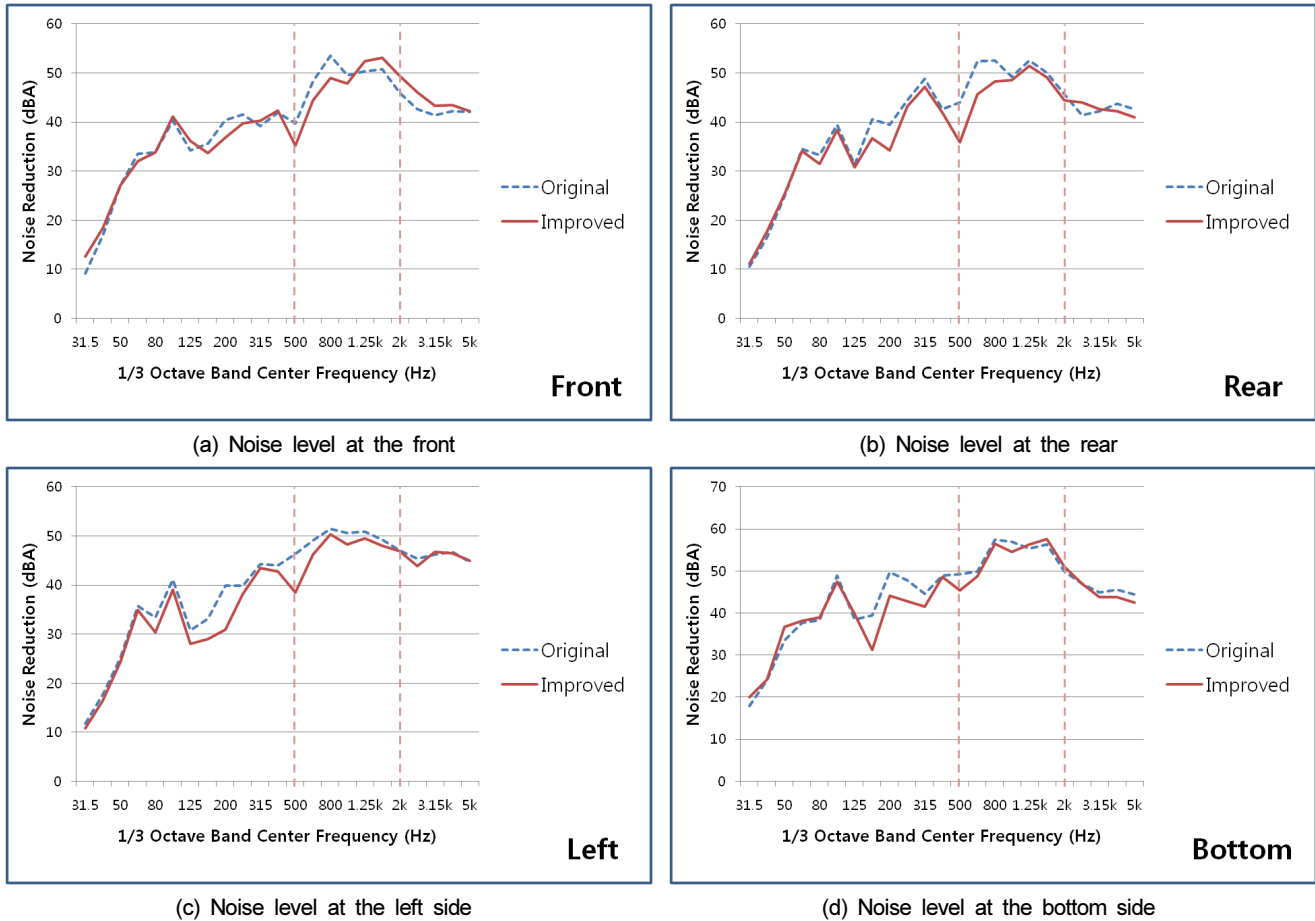 60
50
40
30
20
10
0
Noise Reduction (dBA)
Original
Improved
31.5 50 80 125 200 315 500 800 1.25k 2k 3.15k 5k
1/3 Octave Band Center Frequency (Hz)
Front
(a) Noise level at the front
60
50
40
30
20
10
0
Noise Reduction (dBA)
Original
Improved
31.5 50 80 125 200 315 500 800 1.25k 2k 3.15k 5k
1/3 Octave Band Center Frequency (Hz)
Rear
(b) Noise level at the rear
60
50
40
30
20
10
0
Noise Reduction (dBA)
Original
Improved
31.5 50 80 125 200 315 500 800 1.25k 2k 3.15k 5k
1/3 Octave Band Center Frequency (Hz)
Left
(c) Noise level at the left side
70
60
50
40
30
20
10
0
Noise Reduction (dBA)
Original
Improved
31.5 50 80 125 200 315 500 800 1.25k 2k 3.15k 5k
1/3 Octave Band Center Frequency (Hz)
Bottom
(d) Noise level at the bottom side